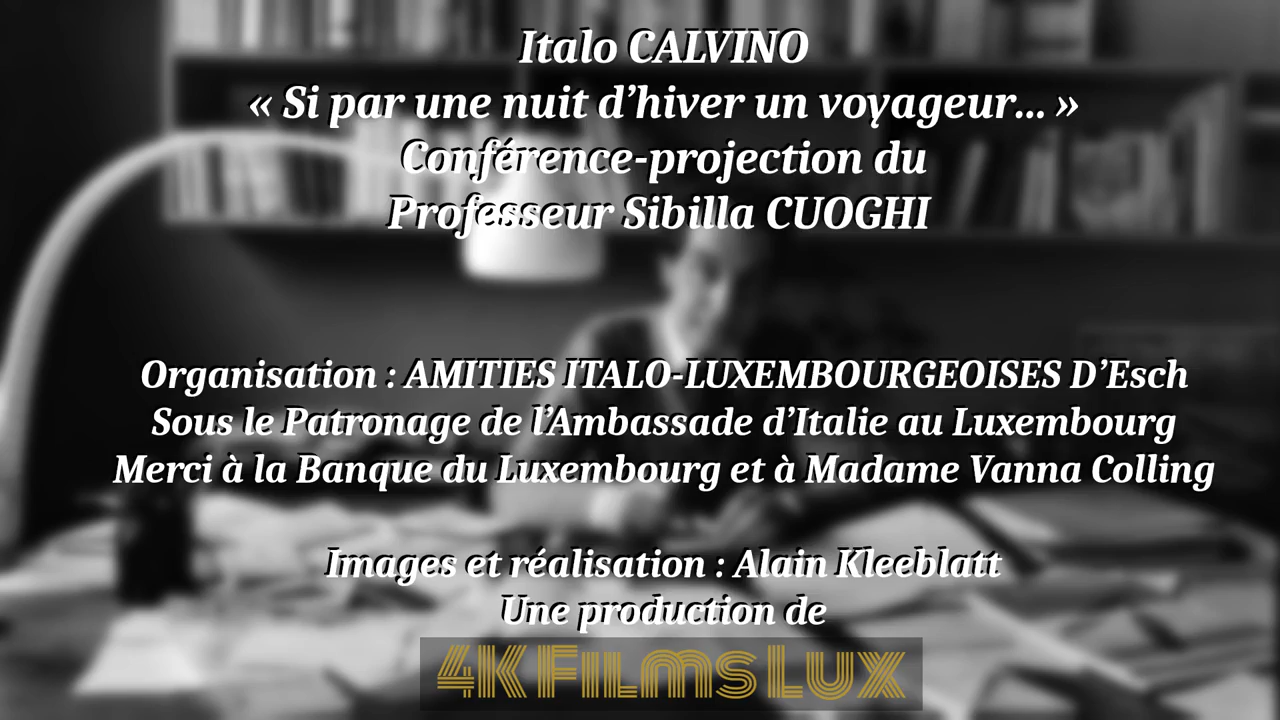 Italo CALVINO
« Si par une nuit d’hiver un voyageur... »
Conférence-projection du
Professeur Sibilla CUOGHI
Organisation : AMITIES ITALO-LUXEMBOURGEOISES D’Esch
Sous le Patronage de l’Ambassade d’Italie au Luxembourg
Merci à la Banque du Luxembourg et à Madame Vanna Colling
Images et réalisation : Alain Kleeblatt
Une production de
4K FILMS LUX